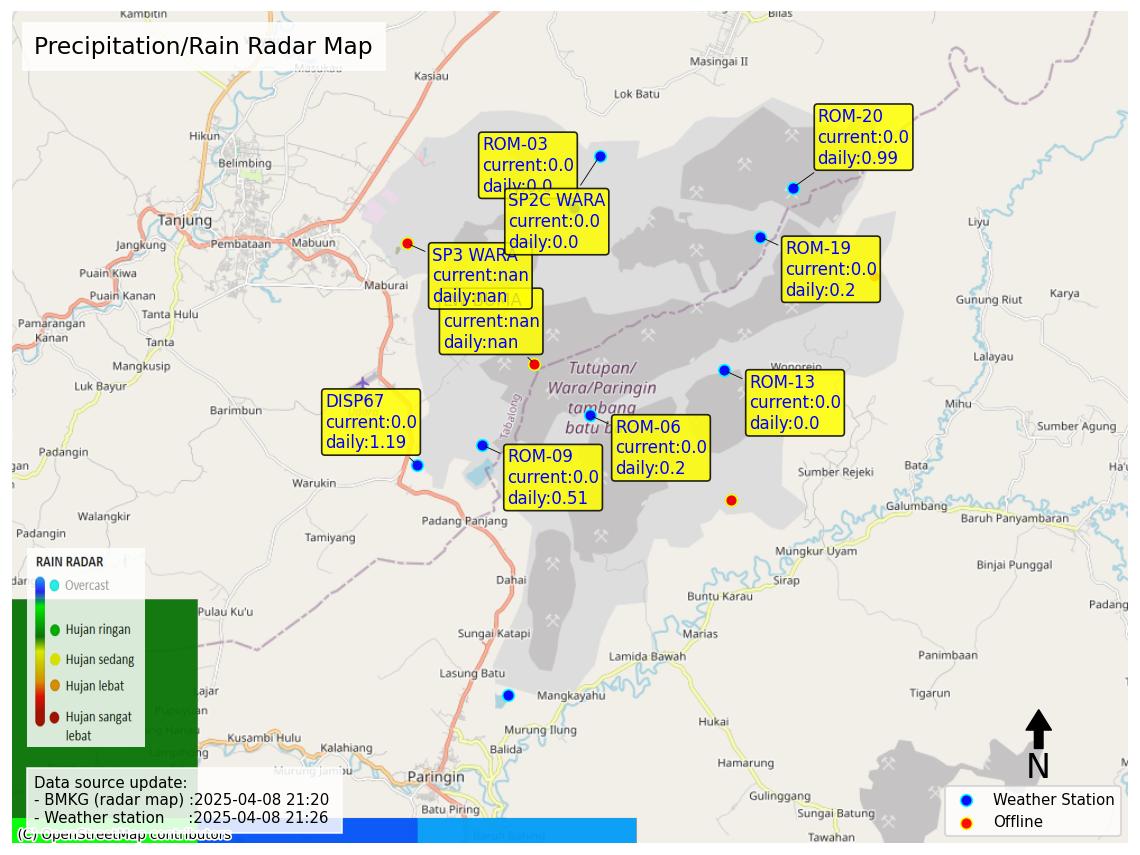 Kambitin
Bilas
Precipitation/Rain Radar Map
Masukau
Kasiau
Masingai II
Lok Batu
Hikun
Belimbing
ROM-03
current:0.0
daily:0.0
ROM-20
current:0.0
daily:0.99
SP2C WARA
current:0.0
daily:0.0
Tanjung
Jangkung
Pembataan
Mabuun
Liyu
SP3 WARA
current:nan
daily:nan
ROM-19
current:0.0
daily:0.2
Puain Kiwa
Puain Kanan
Maburai
Tanta Hulu
Gunung Riut
Karya
current:nan
daily:nan
Pamarangan
Kanan
Tanta
Mangkusip
Luk Bayur
Lalayau
Wonorejo
Tutupan/
Wara/Paringin
tambang
batu b
Tabalong
ROM-13
current:0.0
daily:0.0
DISP67
current:0.0
daily:1.19
Barimbun
Mihu
ROM-06
current:0.0
daily:0.2
Sumber Agung
ROM-09
current:0.0
daily:0.51
Bata
Sumber Rejeki
Warukin
Padangin
Galumbang
Baruh Panyambaran
Walangkir
Padang Panjang
Tamiyang
Mungkur Uyam
Binjai Punggal
RAIN RADAR
Overcast
Hujan ringan
Hujan sedang
Hujan lebat
Hujan sangat
lebat
Dahai
Sirap
Buntu Karau
Padang
Pulau Ku'u
Sungai Katapi
Marias
Lamida Bawah
Panimbaan
Lasung Batu
Mangkayahu
Tigarun
Hukai
Murung Ilung
Kusambi Hulu
Kalahiang
Balida
Hamarung
N
Murung Jambu
Paringin
Data source update:
- BMKG (radar map) :2025-04-08 21:20
- Weather station :2025-04-08 21:26
Gulinggang
Batu Piring
Sungai Batung
Tawahan
Weather Station
Offline
(C) OpenStreetMap contributors